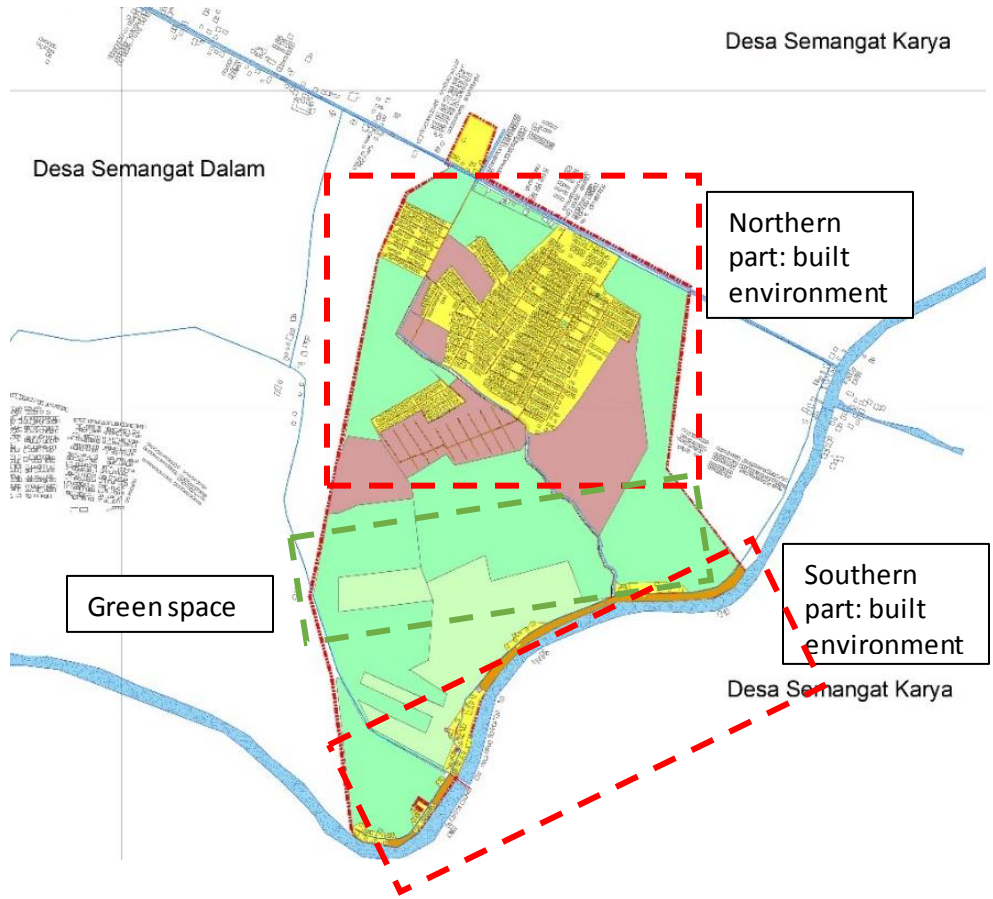 Desa Semangat Karya
Desa Semangat Dalam
Northern
part: built
environment
Green space
Southern
part: built
environment
Desa Semangat Karya